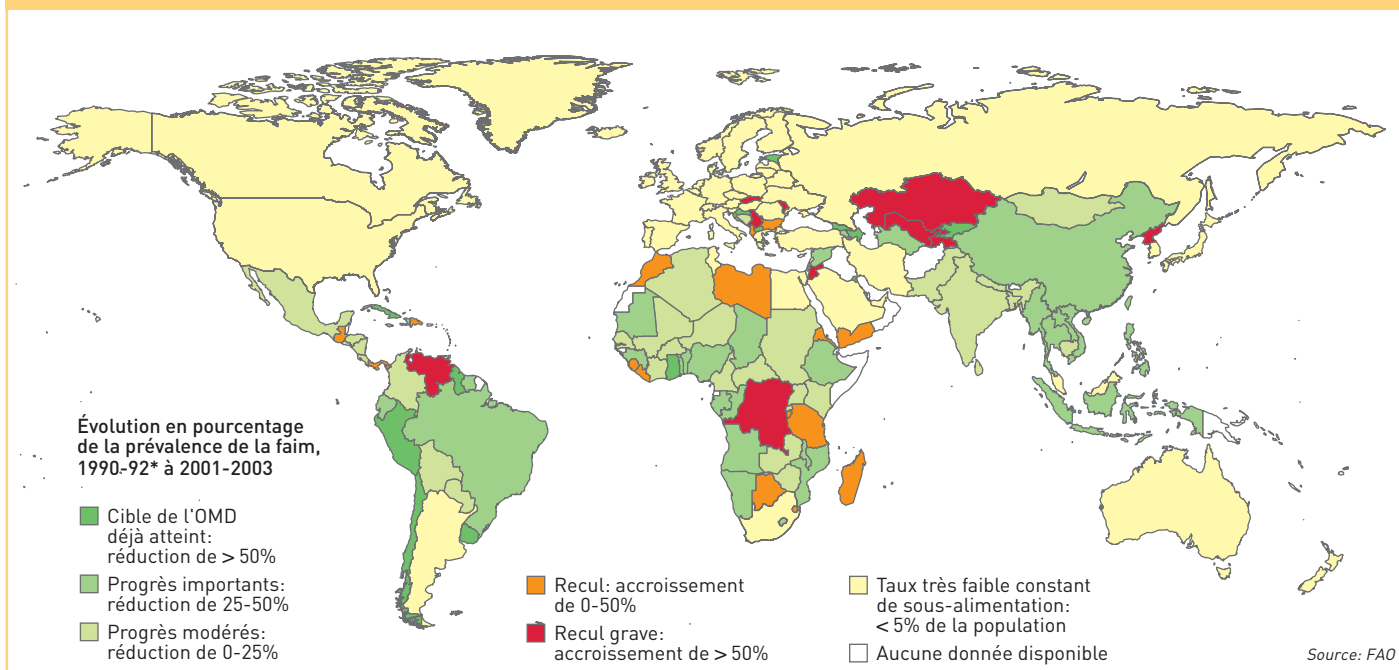 Évolution en pourcentage
de la prévalence de la faim,
1990-92* à 2001-2003
Cible de l'OMD
déjà atteint:
réduction de > 50%
Progrès importants:
réduction de 25-50%
Progrès modérés:
réduction de 0-25%
Recul: accroissement
de 0-50%
Recul grave:
accroissement de > 50%
Taux très faible constant
de sous-alimentation:
< 5% de la population
Aucune donnée disponible
Source: FAO